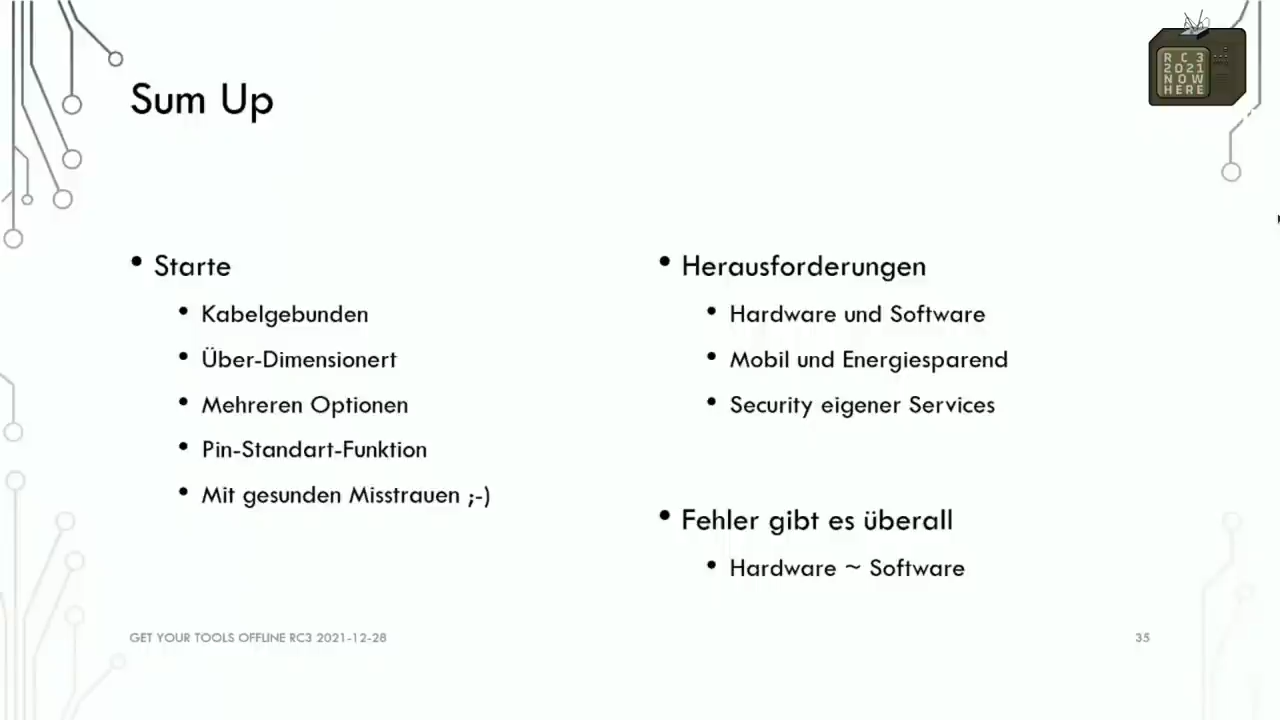 R C 3
2021
NOW
HERE
Sum Up
• Starte
• Kabelgebunden
• Über-Dimensionert
• Mehreren Optionen
• Pin-Standart-Funktion
• Mit gesunden Misstrauen ;-)
• Herausforderungen
• Hardware und Software
• Mobil und Energiesparend
• Security eigener Services
• Fehler gibt es überall
• Hardware ~ Software
GET YOUR TOOLS OFFLINE RC3 2021-12-28
35